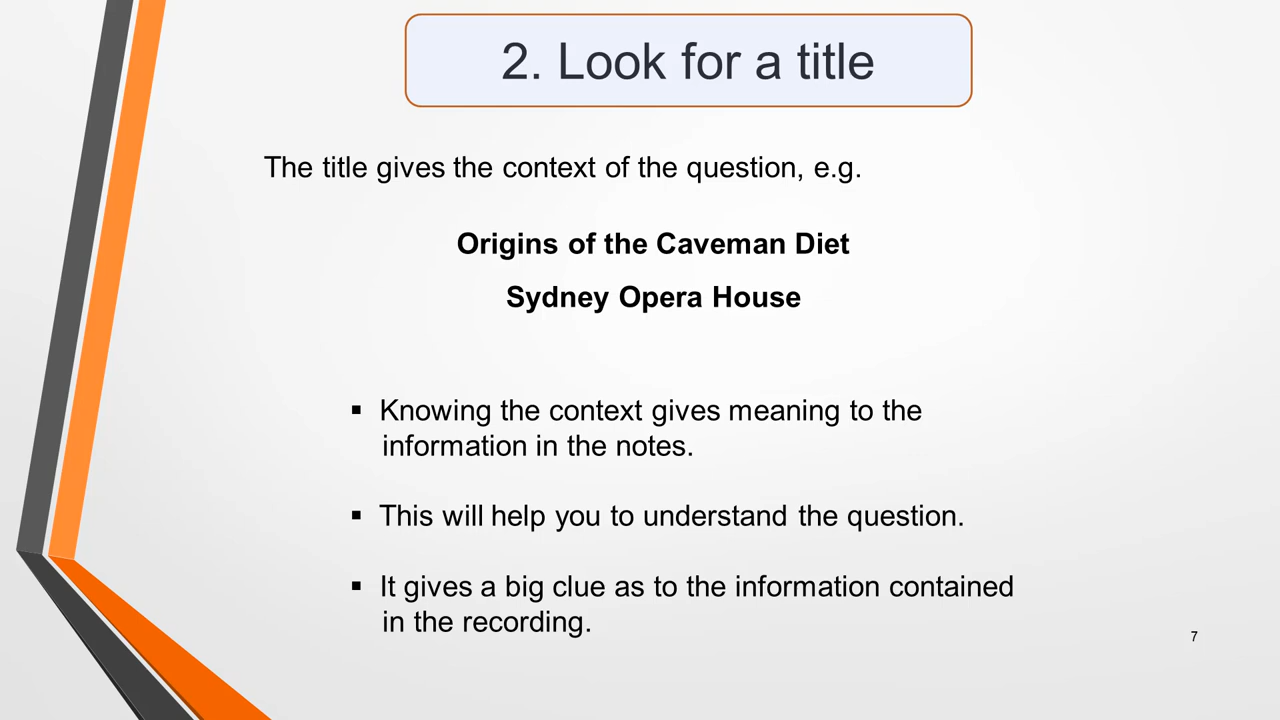 2. Look for a title
The title gives the context of the question, e.g.
Origins of the Caveman Diet
Sydney Opera House
▪ Knowing the context gives meaning to the
information in the notes.
▪ This will help you to understand the question.
▪ It gives a big clue as to the information contained
in the recording.
7